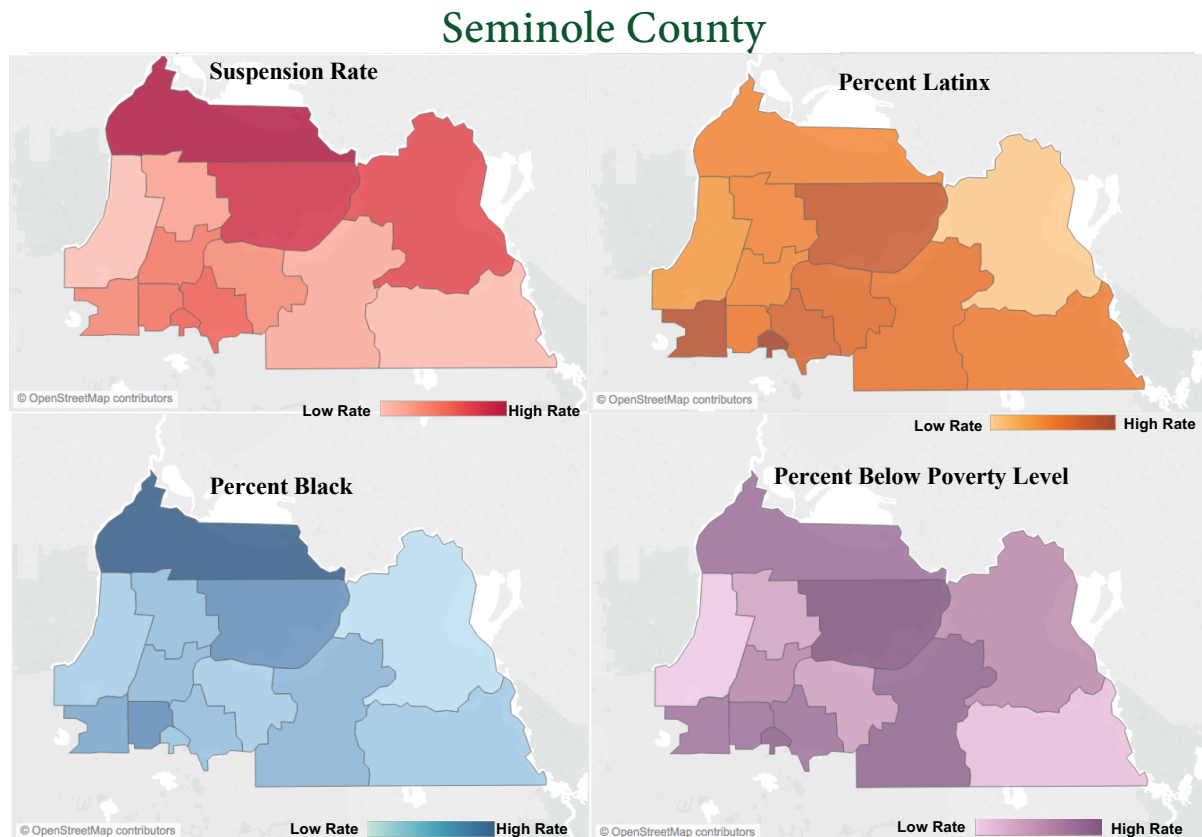 Seminole County
Suspension Rate
Percent Latinx
© OpenStreetMap contributors
Low Rate
High Rate
© OpenStreetMap contributors
Low Rate
High Rate
Percent Black
Percent Below Poverty Level
© OpenStreetMap contributors
Low Rate
High Rate
© OpenStreetMap contributors
Low Rate
High Rate